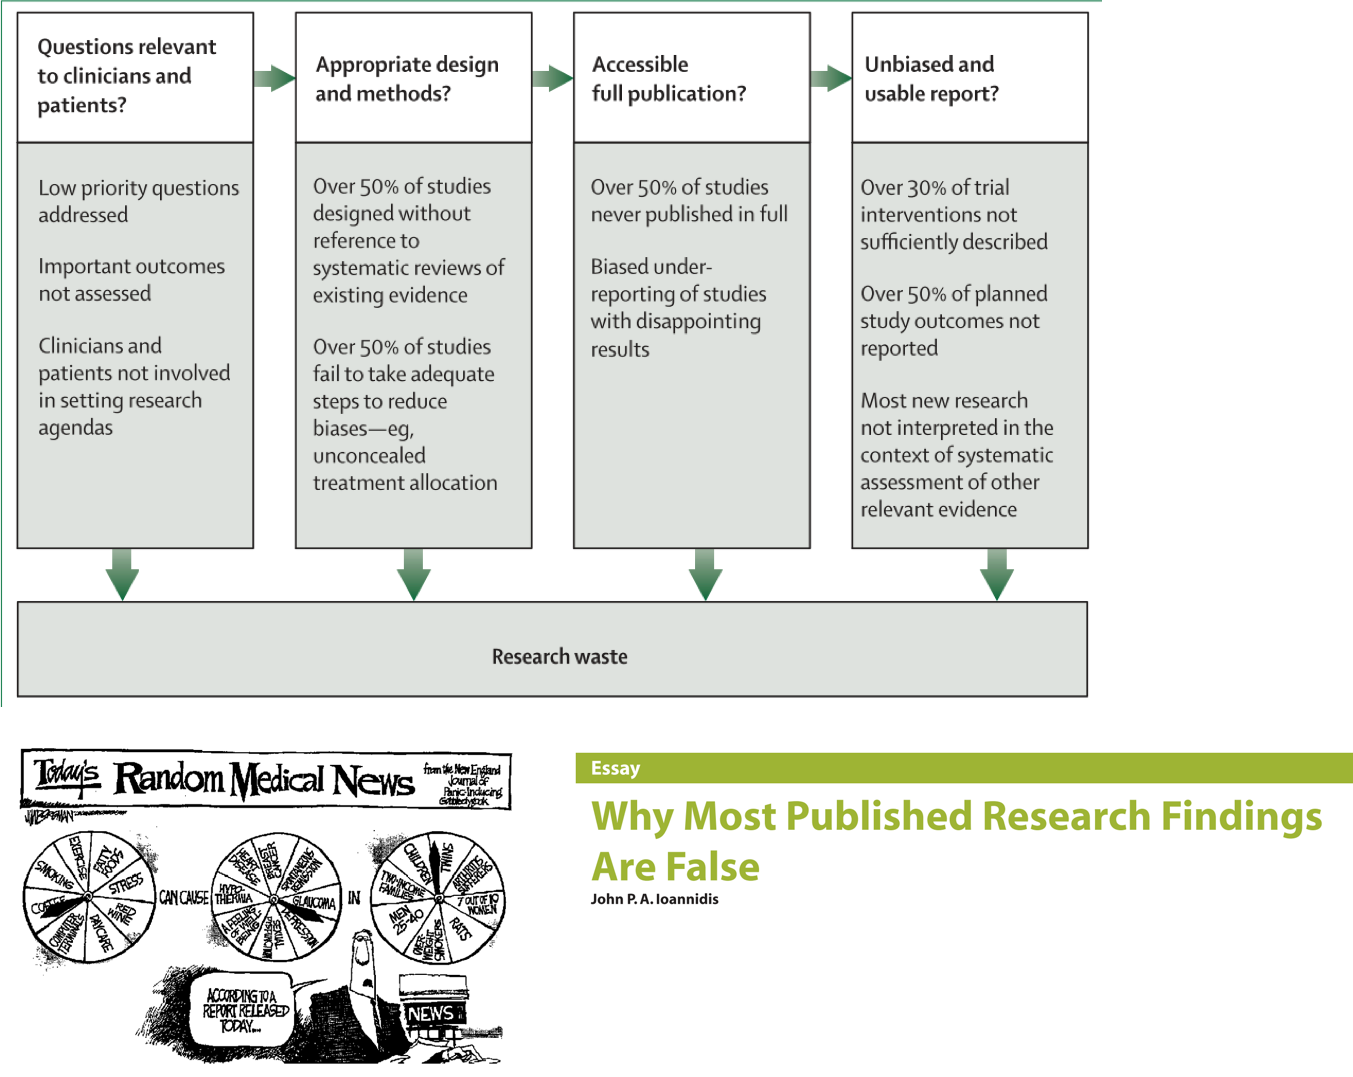 Questions relevant
to clinicians and
patients?
Low priority questions
addressed
Important outcomes
not assessed
Clinicians and
patients not involved
in setting research
agendas
Appropriate design
and methods?
Over 50% of studies
designed without
reference to
systematic reviews of
existing evidence
Over 50% of studies
fail to take adequate
steps to reduce
biases—eg,
unconcealed
treatment allocation
Accessible
full publication?
Over 50% of studies
never published in full
Biased under-
reporting of studies
with disappointing
results
Unbiased and
usable report?
Over 30% of trial
interventions not
sufficiently described
Over 50% of planned
study outcomes not
reported
Most new research
not interpreted in the
context of systematic
assessment of other
relevant evidence
Research waste
Today's Random Medical News
from the New England
Journal of
Panic-Inducing
Gobbledygook
JIM BORGMAN
SMOKING
EXERCISE
FATTY
FOODS
STRESS
RED
WINE
DAYCARE
COMPUTER
TERMINALS
COFFEE
CAN CAUSE
HYPO-
THERMIA
HEART
DISEASE
BREAST
CANCER
SPONTANEOUS
REMISSION
GLAUCOMA
DEPRESSION
SEXUAL
DYSFUNCTION
A FEELING
OF WELL-
BEING
IN
CHILDREN
TWINS
ARTHRITIS
SUFFERERS
7 OUT OF 10
WOMEN
RATS
OVER-
WEIGHT
SMOKERS
MEN
25-40
TWO-INCOME
FAMILIES
ACCORDING TO A
REPORT RELEASED
TODAY...
NEWS
Essay
Why Most Published Research Findings
Are False
John P. A. Ioannidis